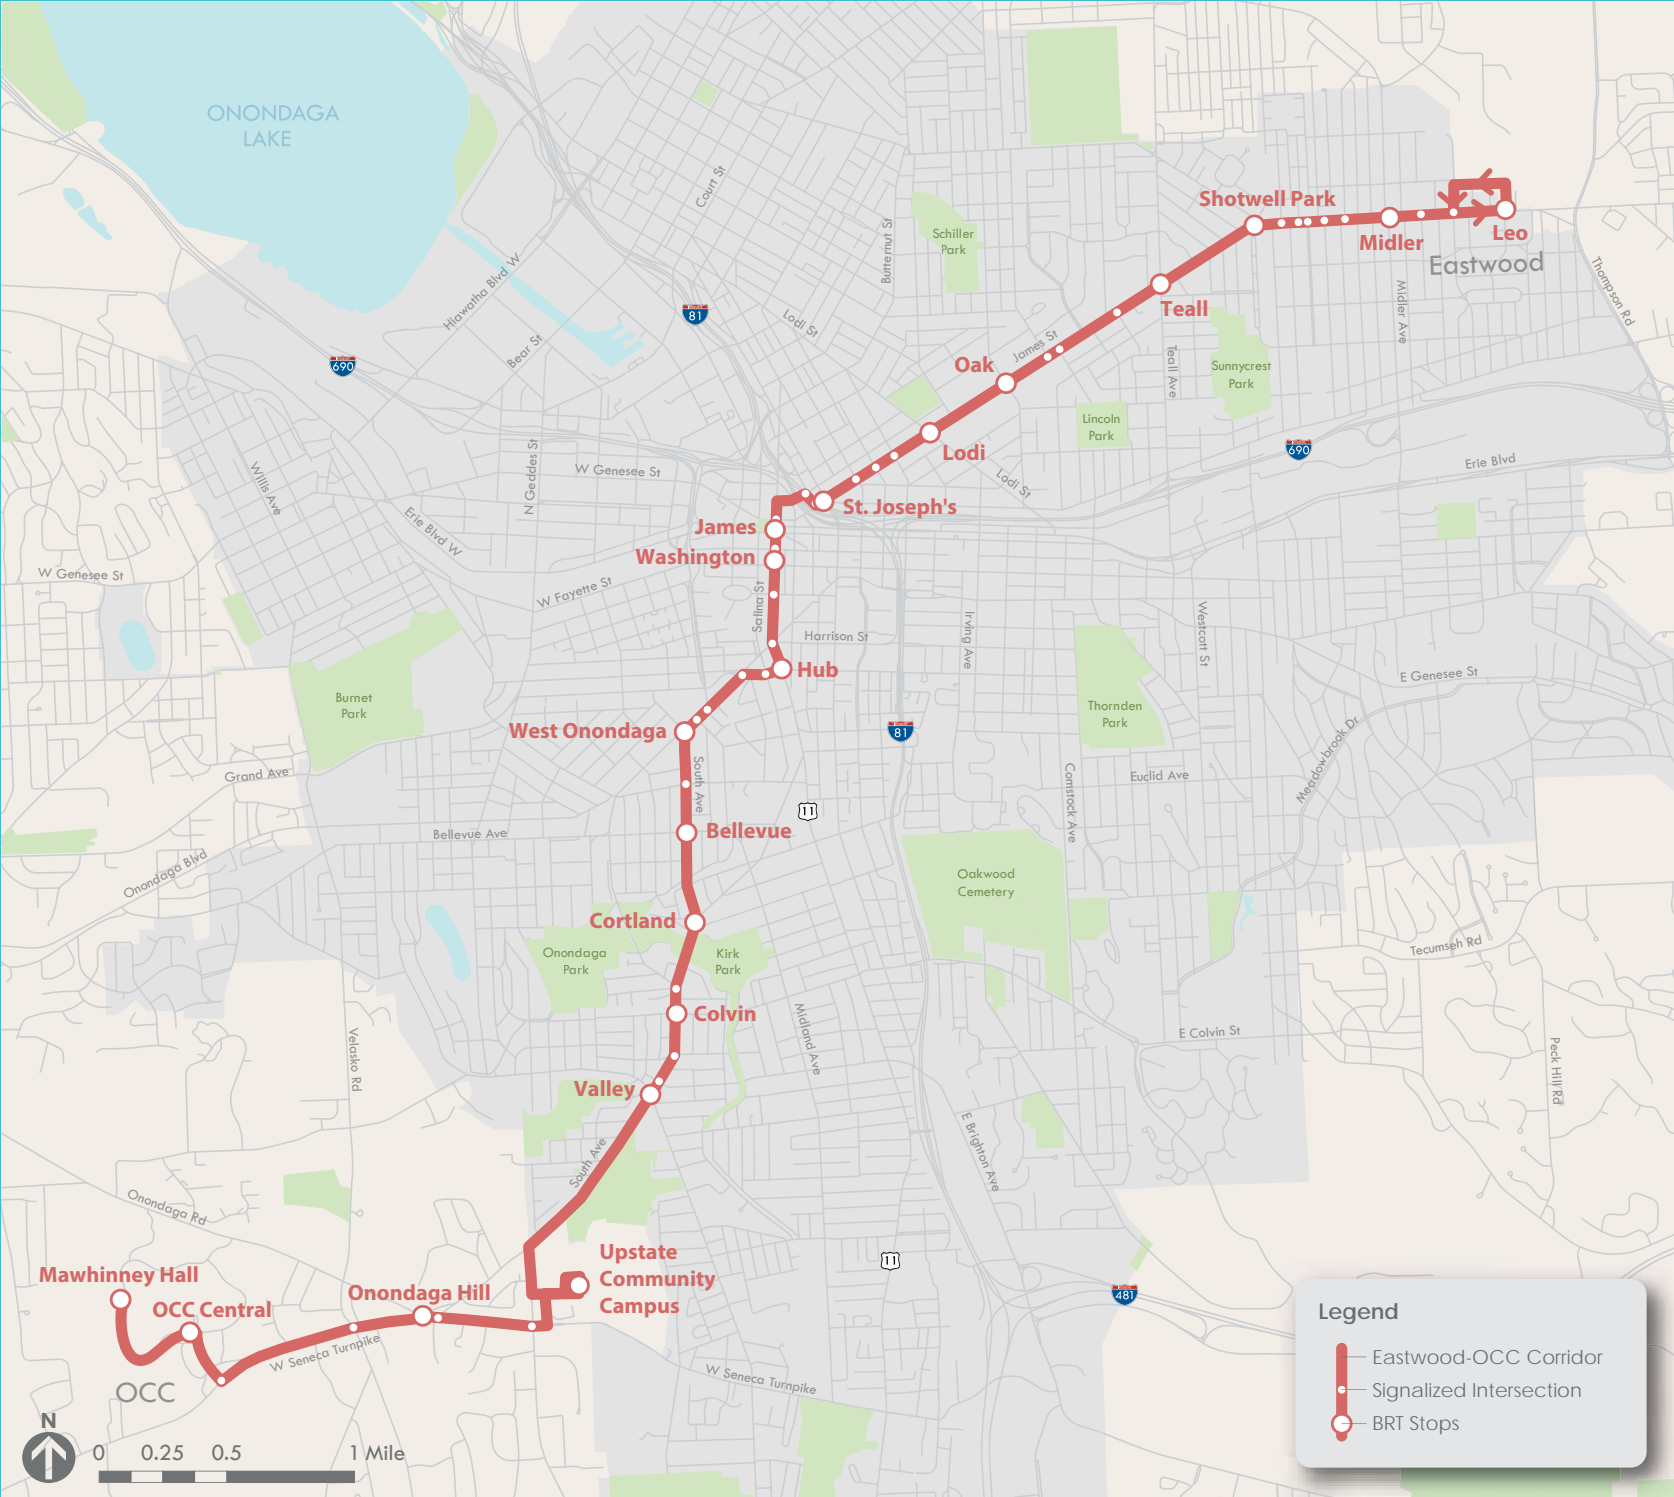 ONONDAGA
LAKE
Court St
Butternut St
Schiller
Park
Shotwell Park
Midler
Leo
Eastwood
Thompson Rd
Hiawatha Blvd W
81
Lodi St
Teall
Midler Ave
Bear St
690
James St
Oak
Teall Ave
Sunnycrest
Park
Lincoln
Park
Lodi
690
Erie Blvd
N Geddes St
W Genesee St
Willis Ave
Lodi St
St. Joseph's
James
Erie Blvd W
Washington
W Genesee St
W Fayette St
Salina St
Harrison St
Irving Ave
Westcott St
Hub
E Genesee St
Burnet
Park
Thornden
Park
West Onondaga
81
Meadowbrook Dr
Grand Ave
South Ave
11
Comstock Ave
Euclid Ave
Bellevue Ave
Bellevue
Onondaga Blvd
Oakwood
Cemetery
Cortland
Onondaga
Park
Kirk
Park
Tecumseh Rd
Colvin
Midland Ave
E Colvin St
Velasko Rd
Peck Hill Rd
Valley
South Ave
E Brighton Ave
Onondaga Rd
Upstate
Community
Campus
11
Mawhinney Hall
OCC Central
Onondaga Hill
481
W Seneca Turnpike
W Seneca Turnpike
OCC
N
0 0.25 0.5 1 Mile
Legend
Eastwood-OCC Corridor
Signalized Intersection
BRT Stops